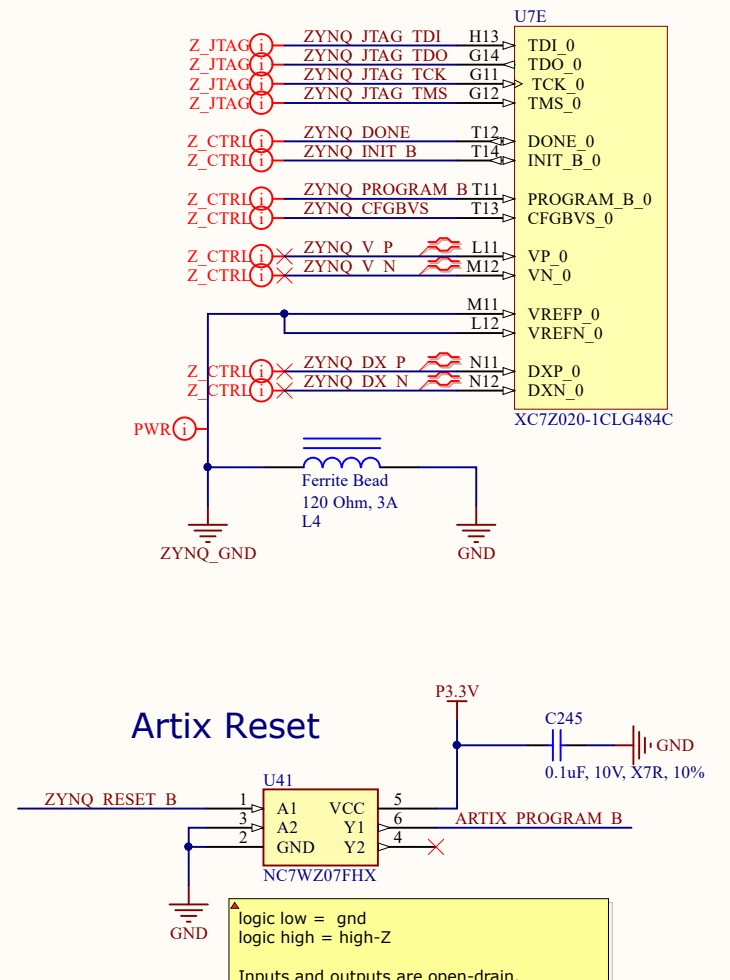 U7E
Z_JTAG i ZYNQ_JTAG_TDI H13 TDI_0
Z_JTAG i ZYNQ_JTAG_TDO G14 TDO_0
Z_JTAG i ZYNQ_JTAG_TCK G11 TCK_0
Z_JTAG i ZYNQ_JTAG_TMS G12 TMS_0
Z_CTRL i ZYNQ_DONE T12 DONE_0
Z_CTRL i ZYNQ_INIT_B T14 INIT_B_0
Z_CTRL i ZYNQ_PROGRAM_B T11 PROGRAM_B_0
Z_CTRL i ZYNQ_CFGBVS T13 CFGBVS_0
Z_CTRL i ZYNQ_V_P L11 VP_0
Z_CTRL i ZYNQ_V_N M12 VN_0
M11 VREFP_0
L12 VREFN_0
Z_CTRL i ZYNQ_DX_P N11 DXP_0
Z_CTRL i ZYNQ_DX_N N12 DXN_0
XC7Z020-1CLG484C
PWR i
Ferrite Bead
120 Ohm, 3A
L4
ZYNQ_GND GND
Artix Reset
P3.3V
C245
GND
0.1uF, 10V, X7R, 10%
U41
ZYNQ_RESET_B 1 A1 VCC 5
3 A2 Y1 6 ARTIX_PROGRAM_B
2 GND Y2 4
NC7WZ07FHX
GND
logic low = gnd
logic high = high-Z
Inputs and outputs are open-drain.